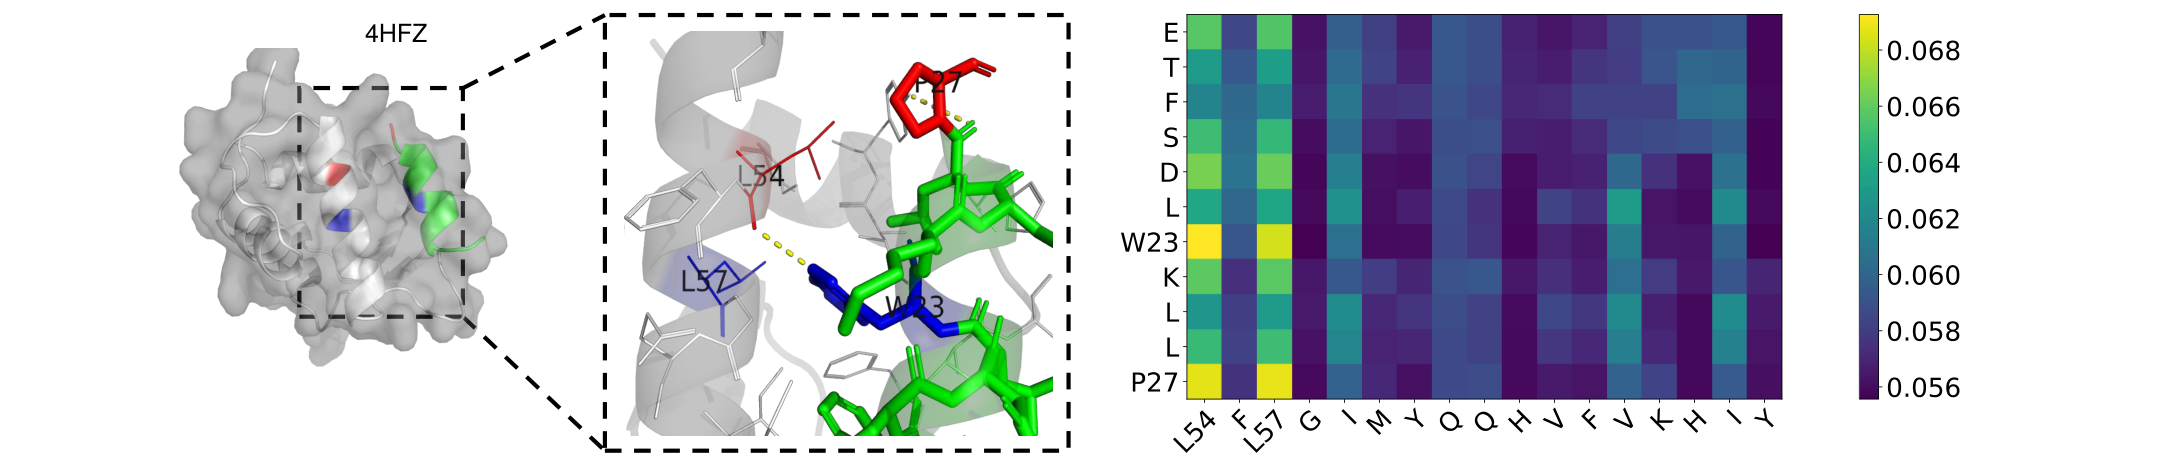 4HFZ
P27
L54
L57
W23
E
T
F
S
D
L
W23
K
L
L
P27
L54 F L57 G I M Y Q Q H V F V K H I Y
0.068
0.066
0.064
0.062
0.060
0.058
0.056